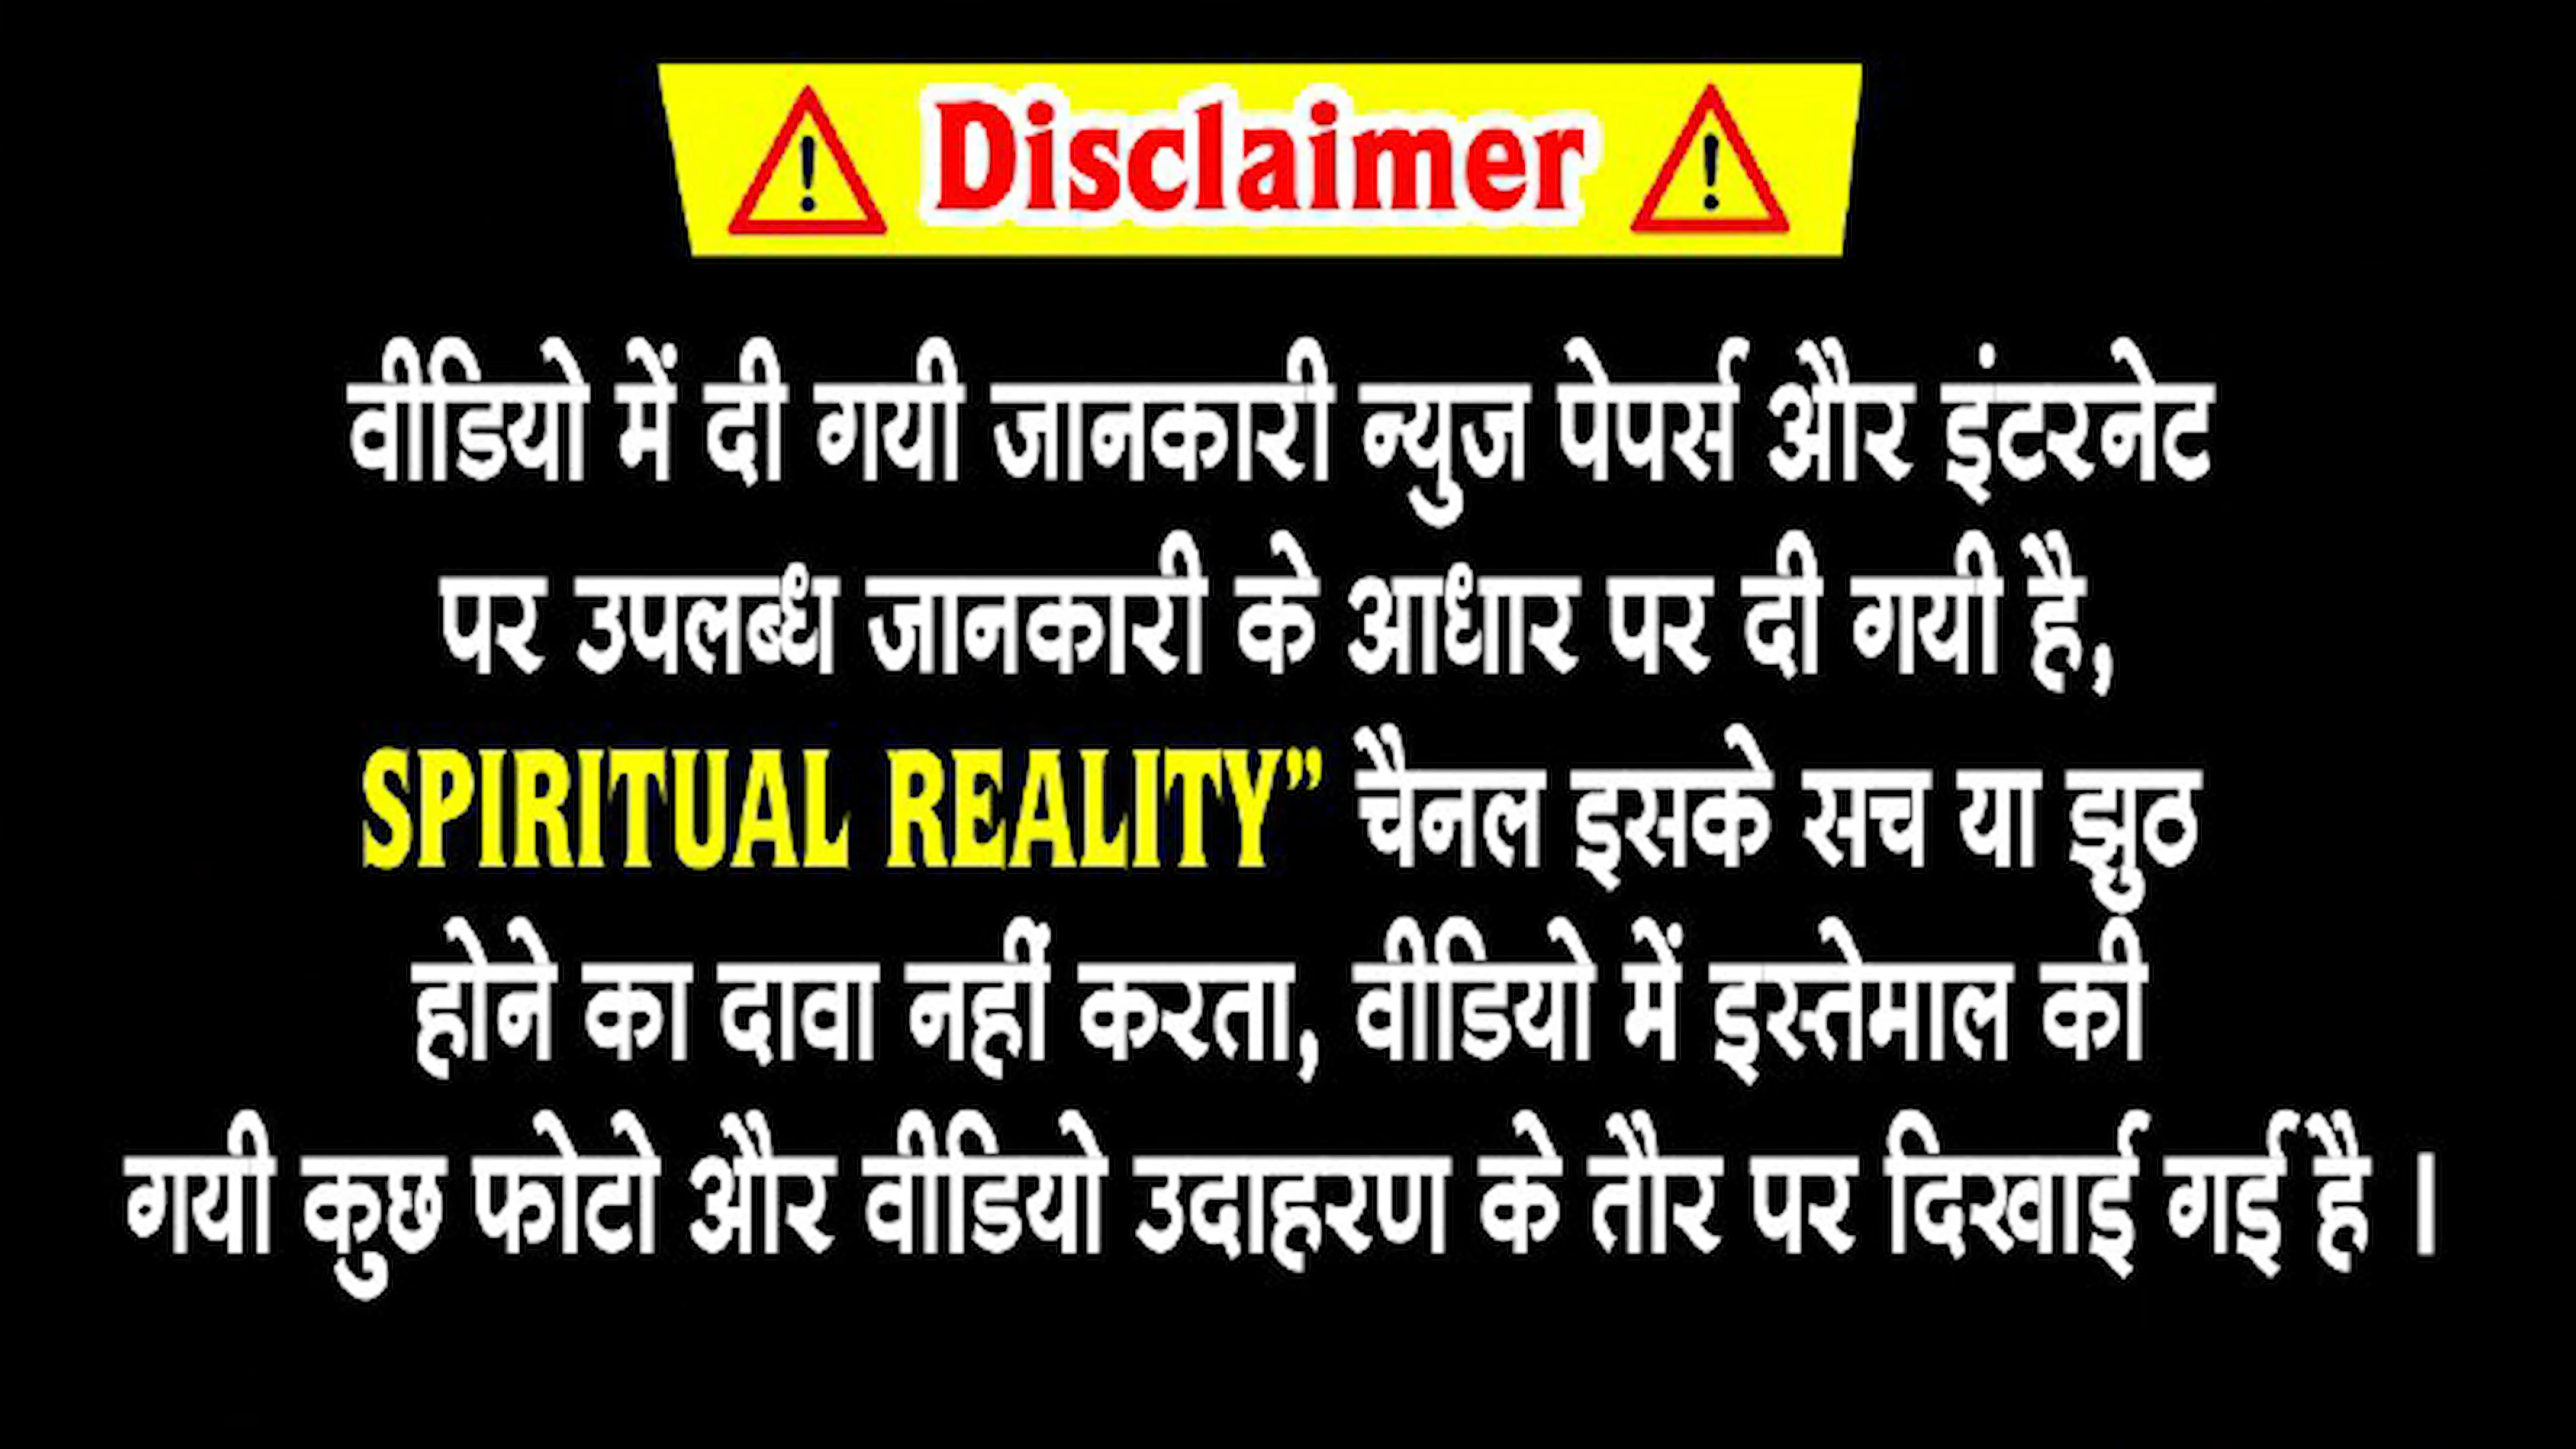 Disclaimer
वीडियो में दी गयी जानकारी न्युज पेपर्स और इंटरनेट
पर उपलब्ध जानकारी के आधार पर दी गयी है,
SPIRITUAL REALITY” चैनल इसके सच या झुठ
होने का दावा नहीं करता, वीडियो में इस्तेमाल की
गयी कुछ फोटो और वीडियो उदाहरण के तौर पर दिखाई गई है ।